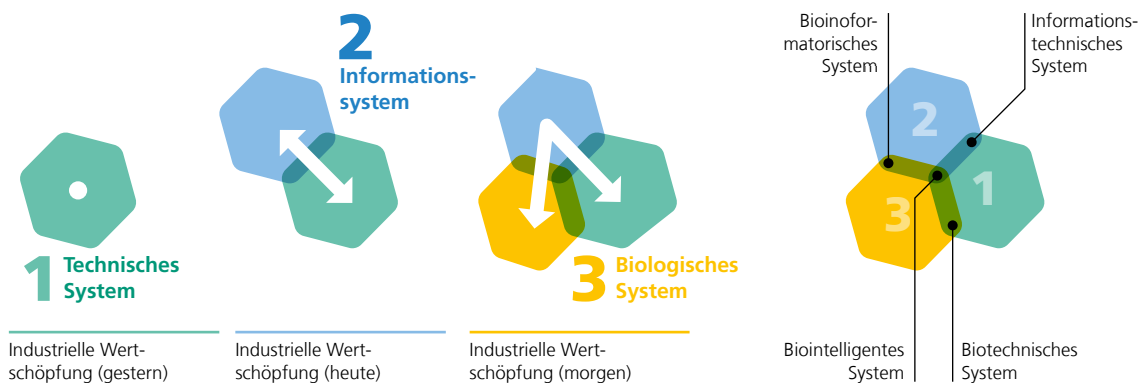 1 Technisches
System
Industrielle Wert-
schöpfung (gestern)
2
Informations-
system
Industrielle Wert-
schöpfung (heute)
3 Biologisches
System
Industrielle Wert-
schöpfung (morgen)
Bioinofor-
matorisches
System
Informations-
technisches
System
2
1
3
Biointelligentes
System
Biotechnisches
System